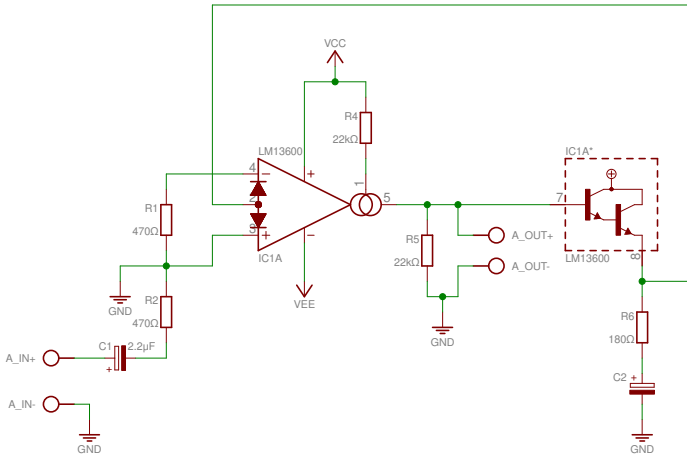 VCC
R4
22kΩ
LM13600
4
2
3
1
5
IC1A
R1
470Ω
GND
R2
470Ω
VEE
C1
2.2µF
A_IN+
A_IN-
GND
R5
22kΩ
A_OUT+
A_OUT-
GND
IC1A*
7
8
LM13600
R6
180Ω
C2
GND